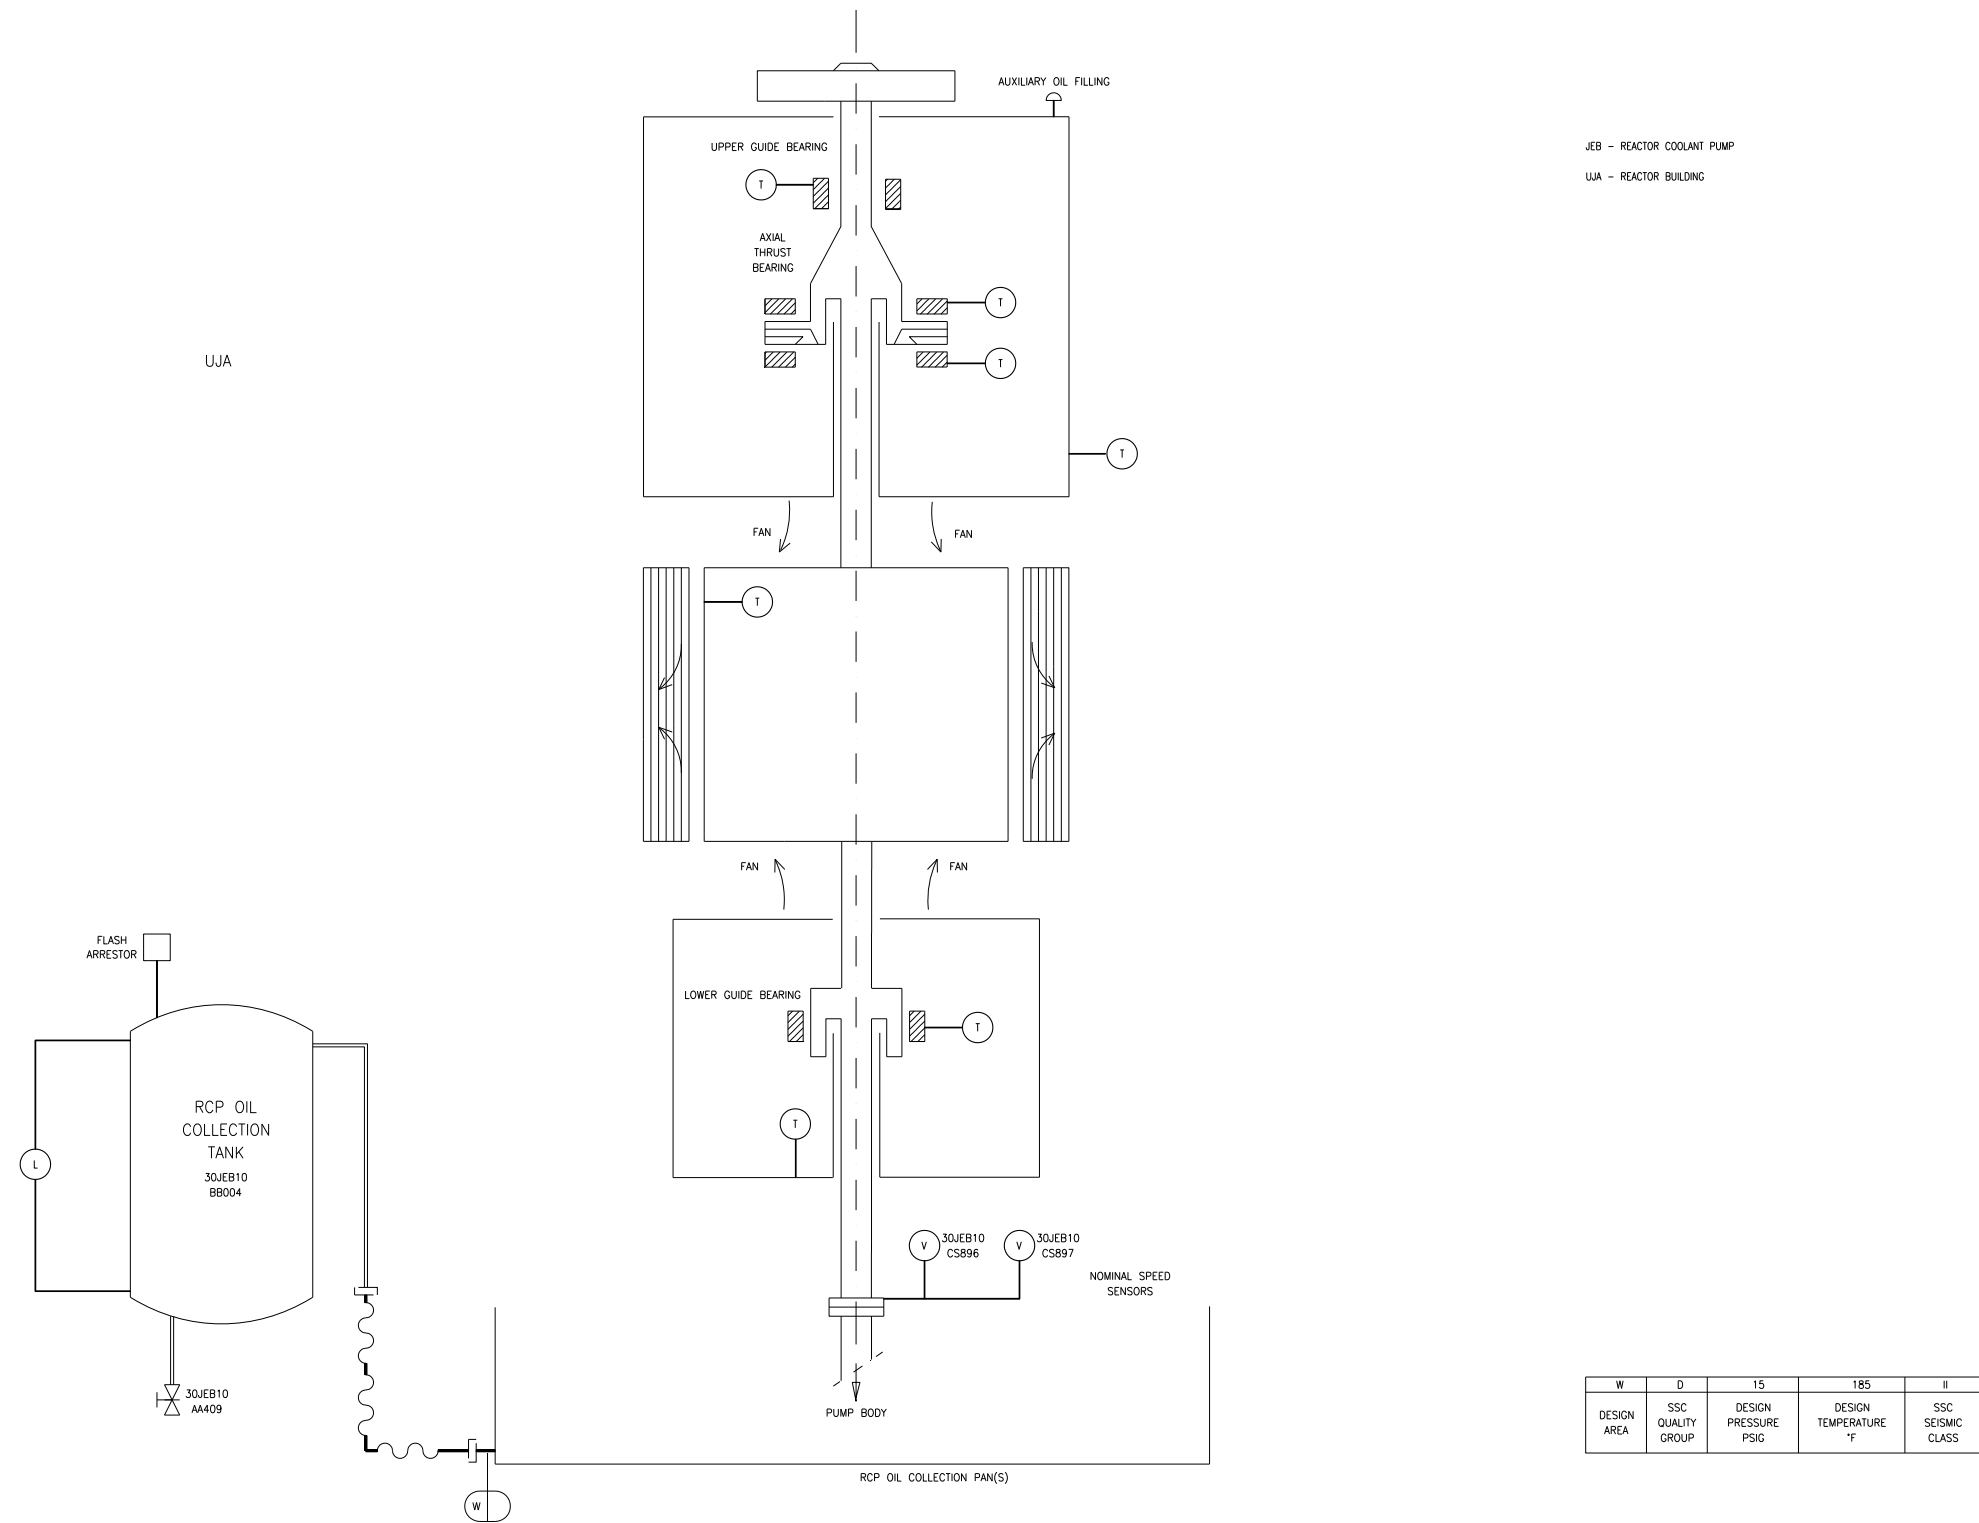 AUXILIARY OIL FILLING
UPPER GUIDE BEARING
T
AXIAL
THRUST
BEARING
T
T
T
JEB - REACTOR COOLANT PUMP
UJA - REACTOR BUILDING
UJA
FAN
FAN
T
FAN
FAN
FLASH
ARRESTOR
LOWER GUIDE BEARING
T
T
RCP OIL
COLLECTION
TANK
30JEB10
BB004
L
V
30JEB10
CS896
V
30JEB10
CS897
NOMINAL SPEED
SENSORS
30JEB10
AA409
PUMP BODY
RCP OIL COLLECTION PAN(S)
W
W D 15 185 II
DESIGN
AREA
SSC
QUALITY
GROUP
DESIGN
PRESSURE
PSIG
DESIGN
TEMPERATURE
°F
SSC
SEISMIC
CLASS